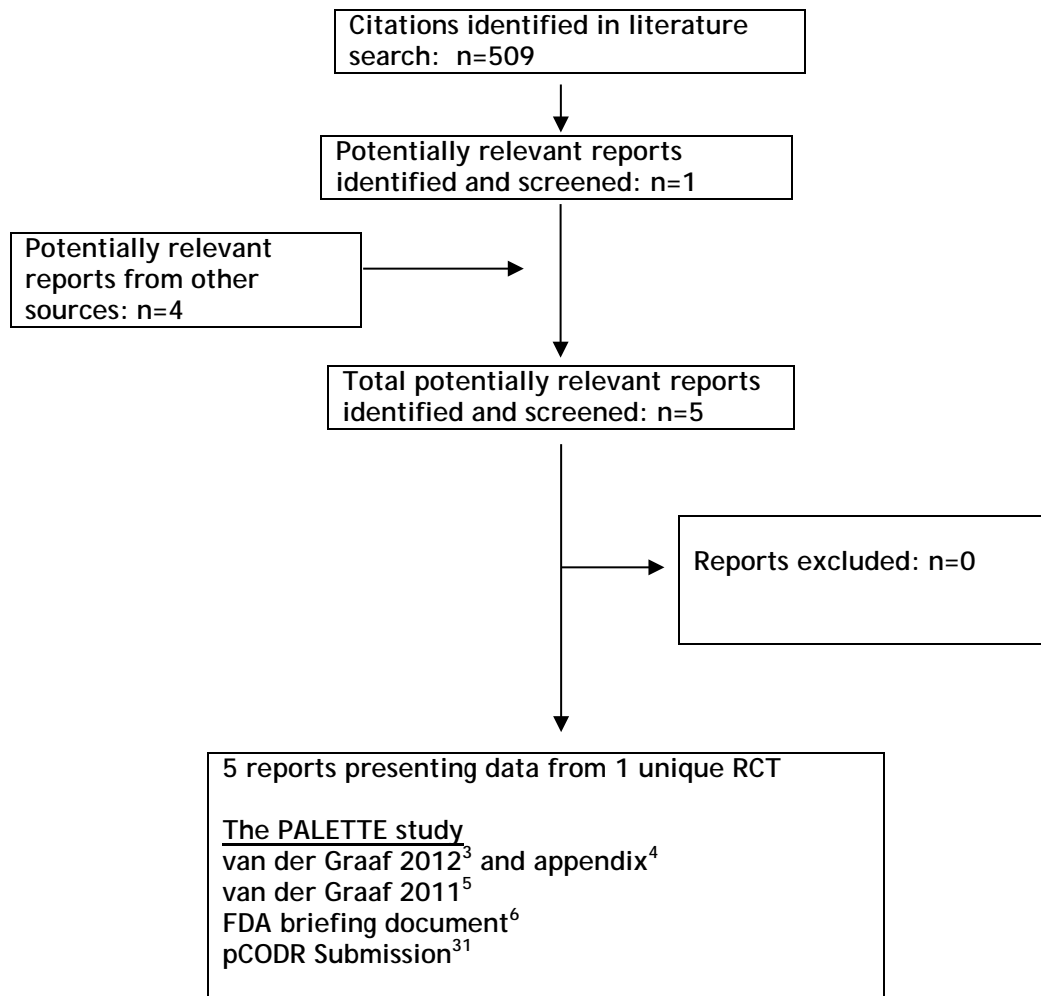 Citations identified in literature
search:  n=509
Potentially relevant reports
identified and screened: n=1
Potentially relevant
reports from other
sources: n=4
Total potentially relevant reports
identified and screened: n=5
Reports excluded: n=0
5 reports presenting data from 1 unique RCT
The PALETTE study
van der Graaf 2012³ and appendix⁴
van der Graaf 2011⁵
FDA briefing document⁶
pCODR Submission³¹